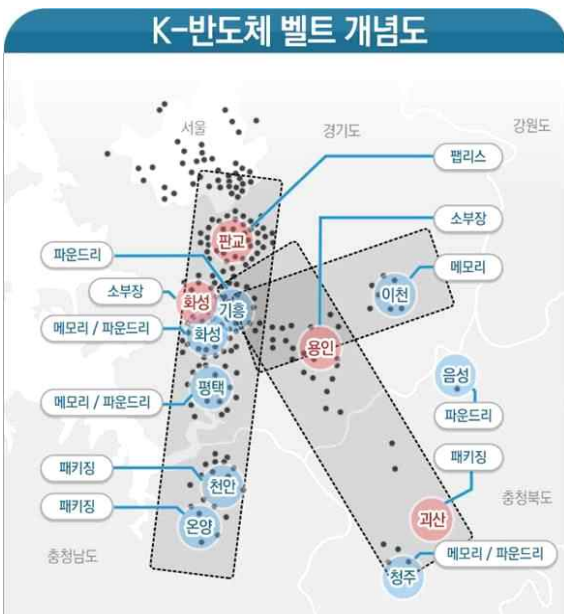 K-반도체 벨트 개념도
서울
경기도
강원도
팹리스
판교
소부장
파운드리
메모리
소부장
화성
기흥
이천
메모리 / 파운드리
화성
용인
평택
음성
메모리 / 파운드리
파운드리
패키징
패키징
천안
충청북도
패키징
괴산
온양
충청남도
메모리 / 파운드리
청주